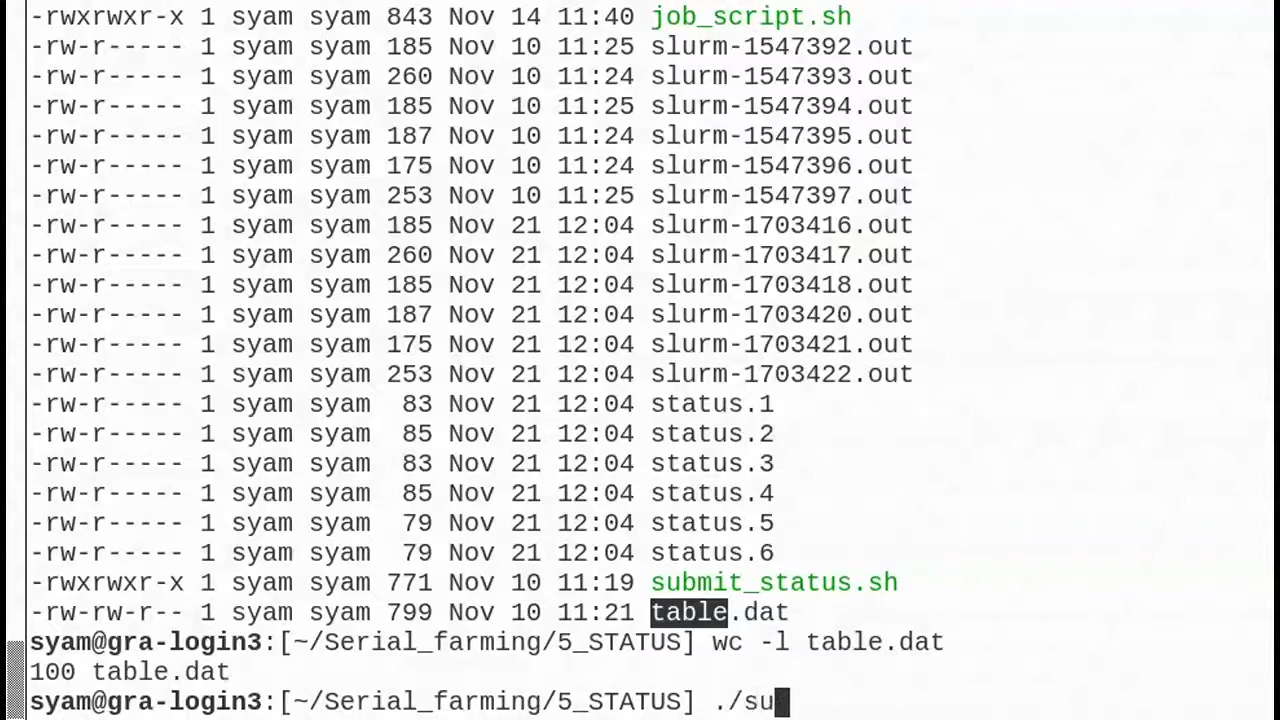 -rwxrwxr-x 1 syam syam 843 Nov 14 11:40 job_script.sh
-rw-r----- 1 syam syam 185 Nov 10 11:25 slurm-1547392.out
-rw-r----- 1 syam syam 260 Nov 10 11:24 slurm-1547393.out
-rw-r----- 1 syam syam 185 Nov 10 11:25 slurm-1547394.out
-rw-r----- 1 syam syam 187 Nov 10 11:24 slurm-1547395.out
-rw-r----- 1 syam syam 175 Nov 10 11:24 slurm-1547396.out
-rw-r----- 1 syam syam 253 Nov 10 11:25 slurm-1547397.out
-rw-r----- 1 syam syam 185 Nov 21 12:04 slurm-1703416.out
-rw-r----- 1 syam syam 260 Nov 21 12:04 slurm-1703417.out
-rw-r----- 1 syam syam 185 Nov 21 12:04 slurm-1703418.out
-rw-r----- 1 syam syam 187 Nov 21 12:04 slurm-1703420.out
-rw-r----- 1 syam syam 175 Nov 21 12:04 slurm-1703421.out
-rw-r----- 1 syam syam 253 Nov 21 12:04 slurm-1703422.out
-rw-r----- 1 syam syam  83 Nov 21 12:04 status.1
-rw-r----- 1 syam syam  85 Nov 21 12:04 status.2
-rw-r----- 1 syam syam  83 Nov 21 12:04 status.3
-rw-r----- 1 syam syam  85 Nov 21 12:04 status.4
-rw-r----- 1 syam syam  79 Nov 21 12:04 status.5
-rw-r----- 1 syam syam  79 Nov 21 12:04 status.6
-rwxrwxr-x 1 syam syam 771 Nov 10 11:19 submit_status.sh
-rw-rw-r-- 1 syam syam 799 Nov 10 11:21 table.dat
syam@gra-login3:[~/Serial_farming/5_STATUS] wc -l table.dat
100 table.dat
syam@gra-login3:[~/Serial_farming/5_STATUS] ./su